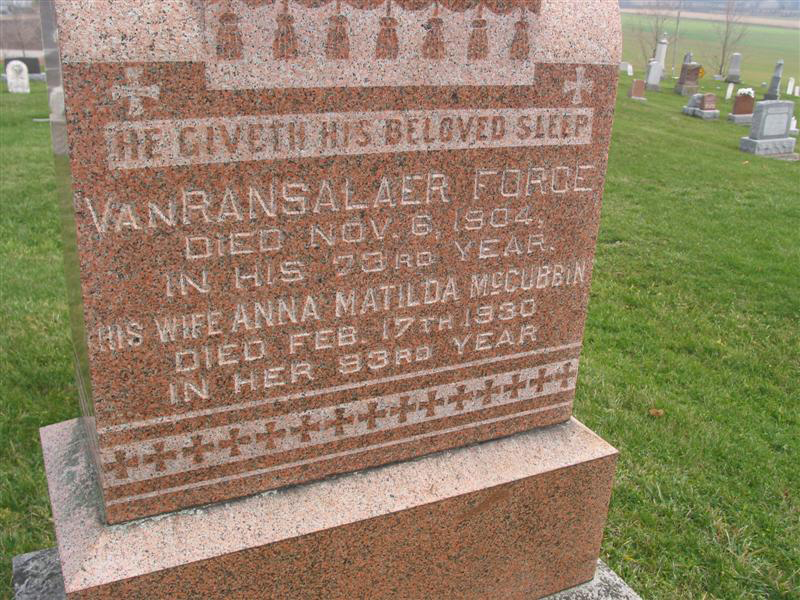 HE GIVETH HIS BELOVED SLEEP
VANRANSALAER FORCE
DIED NOV. 6, 1904.
IN HIS 73RD YEAR.
HIS WIFE ANNA MATILDA MCCUBBIN
DIED FEB. 17TH 1930
IN HER 93RD YEAR